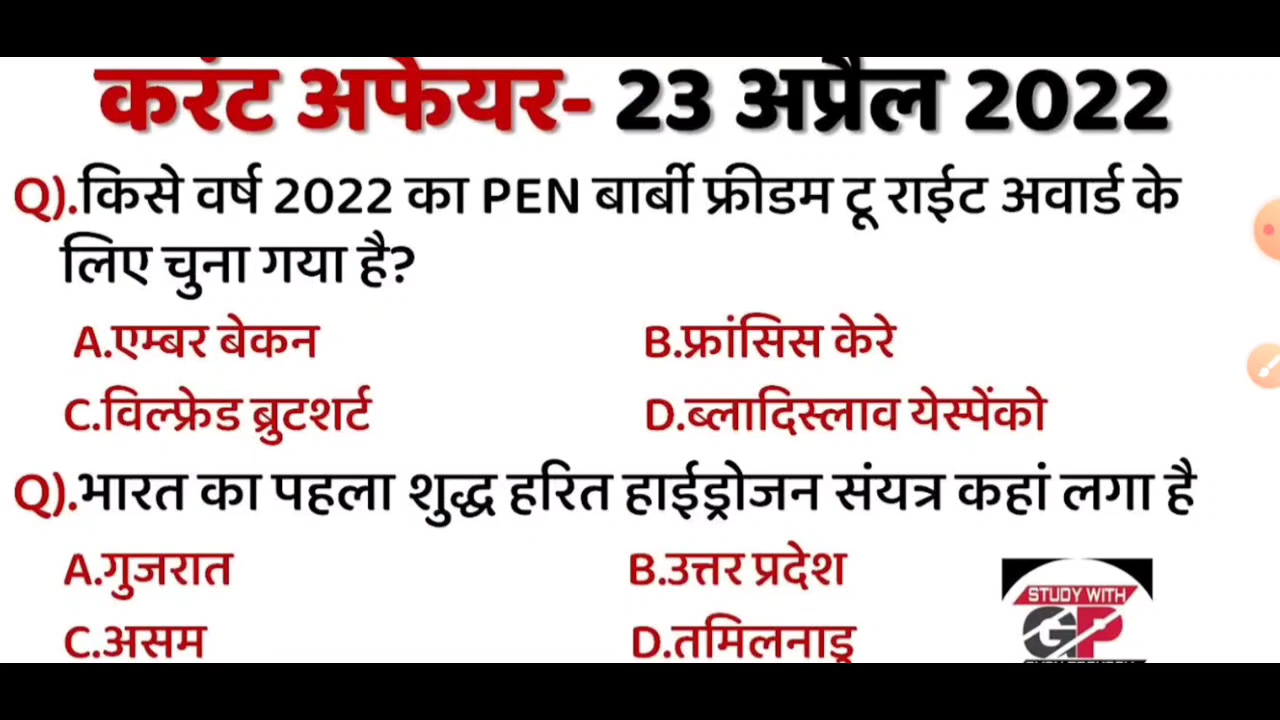 करंट अफेयर- 23 अप्रैल 2022
Q).किसे वर्ष 2022 का PEN बार्बी फ्रीडम टू राईट अवार्ड के
लिए चुना गया है?
A.एम्बर बेकन B.फ्रांसिस केरे
C.विल्फ्रेड ब्रुटशर्ट D.ब्लादिस्लाव येस्पेंको
Q).भारत का पहला शुद्ध हरित हाईड्रोजन संयत्र कहां लगा है
A.गुजरात B.उत्तर प्रदेश
C.असम D.तमिलनाडू
STUDY WITH
GP